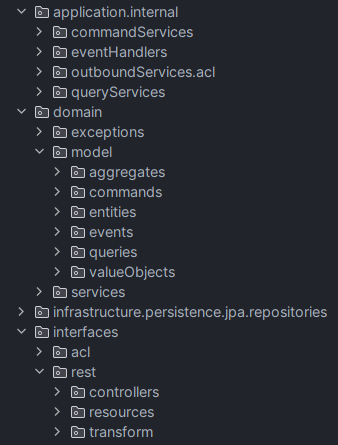 application.internal
commandServices
eventHandlers
outboundServices.acl
queryServices
domain
exceptions
model
aggregates
commands
entities
events
queries
valueObjects
services
infrastructure.persistence.jpa.repositories
interfaces
acl
rest
controllers
resources
transform